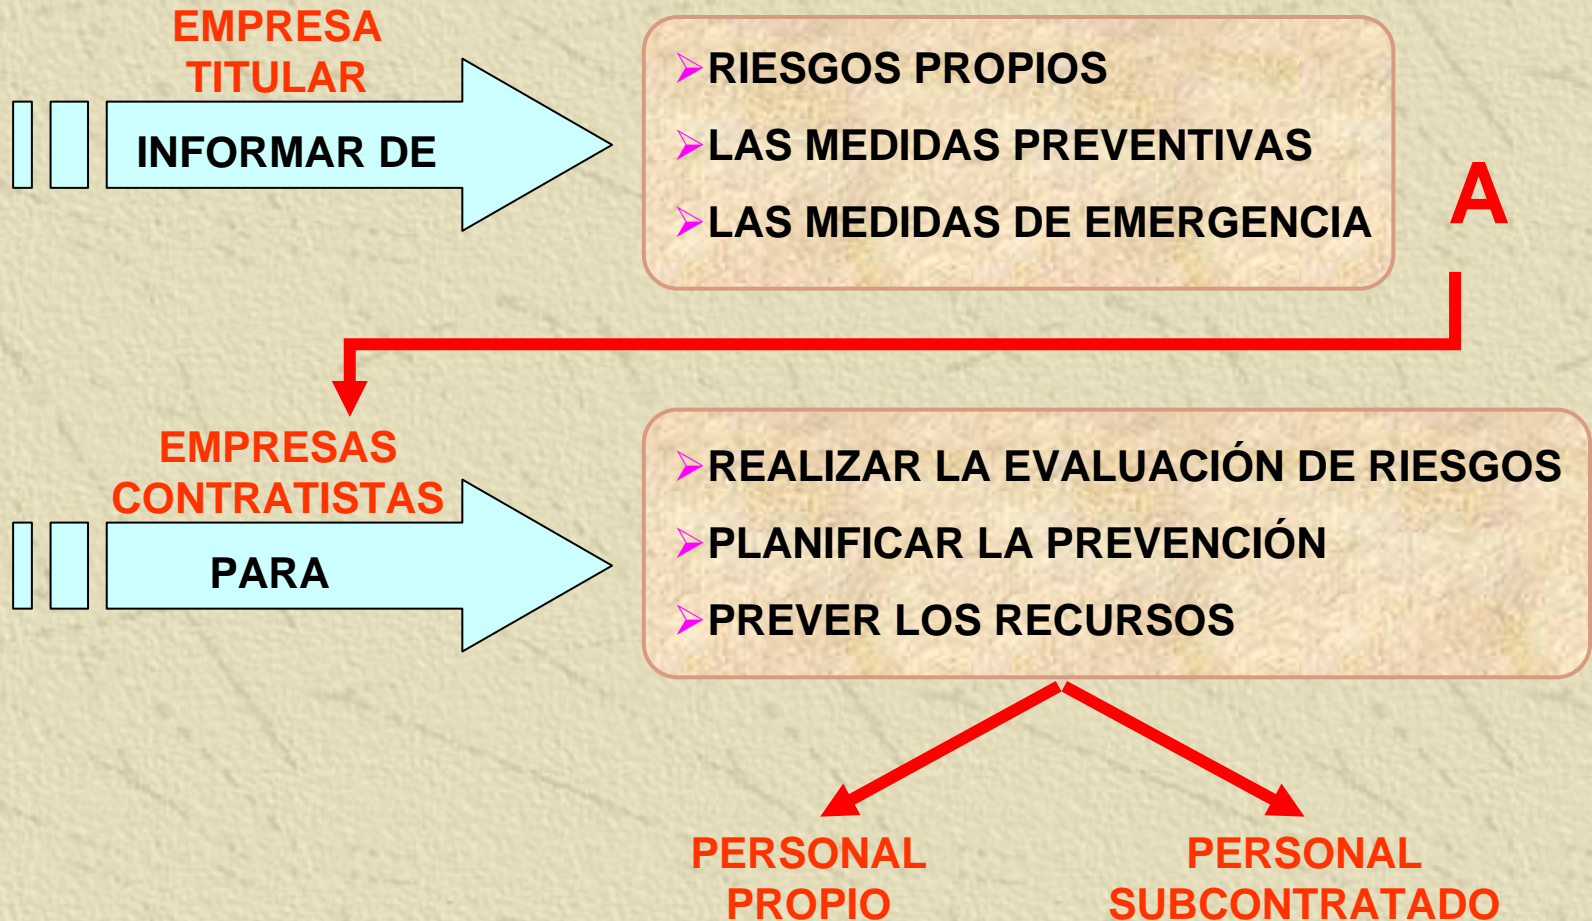 EMPRESA
TITULAR
INFORMAR DE
RIESGOS PROPIOS
LAS MEDIDAS PREVENTIVAS
LAS MEDIDAS DE EMERGENCIA
A
EMPRESAS
CONTRATISTAS
PARA
REALIZAR LA EVALUACIÓN DE RIESGOS
PLANIFICAR LA PREVENCIÓN
PREVER LOS RECURSOS
PERSONAL
PROPIO
PERSONAL
SUBCONTRATADO